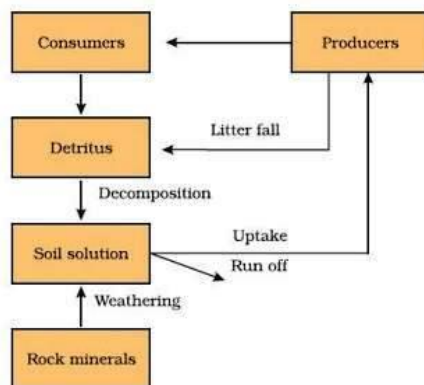 Consumers
Producers
Litter fall
Detritus
Decomposition
Uptake
Soil solution
Run off
Weathering
Rock minerals